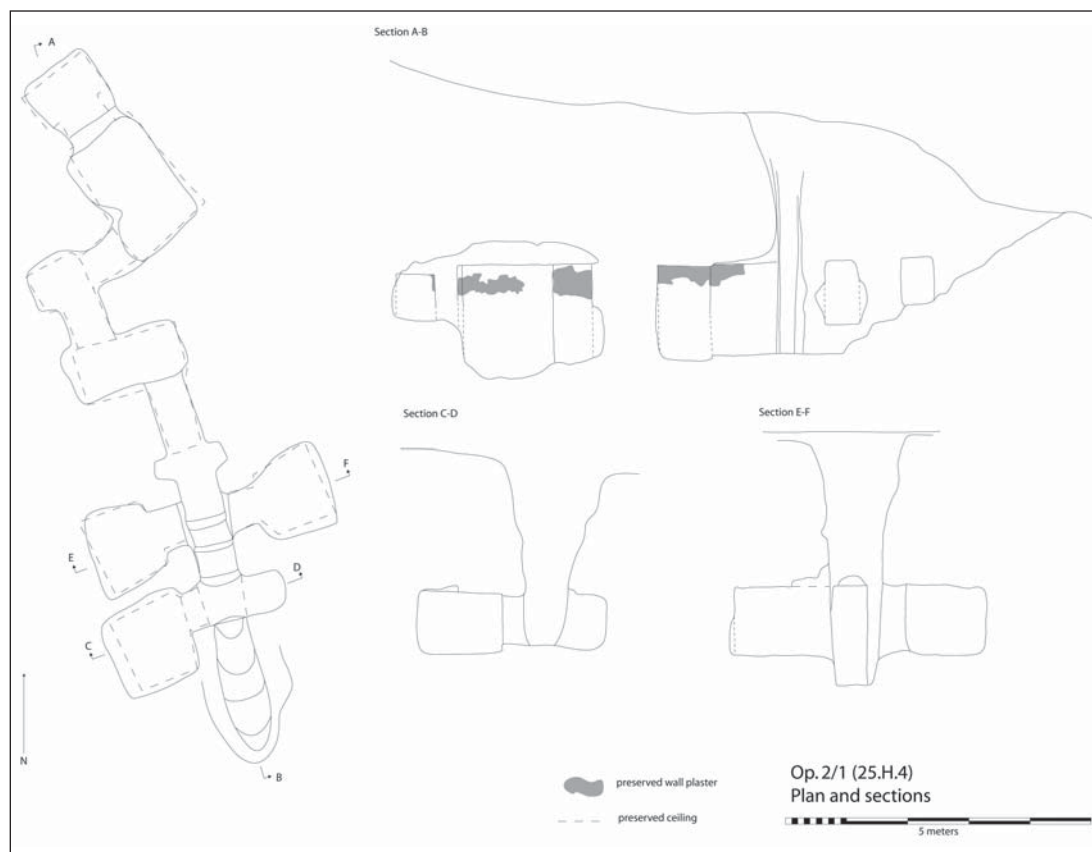 A
Section A-B
Section C-D
Section E-F
F
E
D
C
N
B
preserved wall plaster
preserved ceiling
Op. 2/1 (25.H.4)
Plan and sections
5 meters